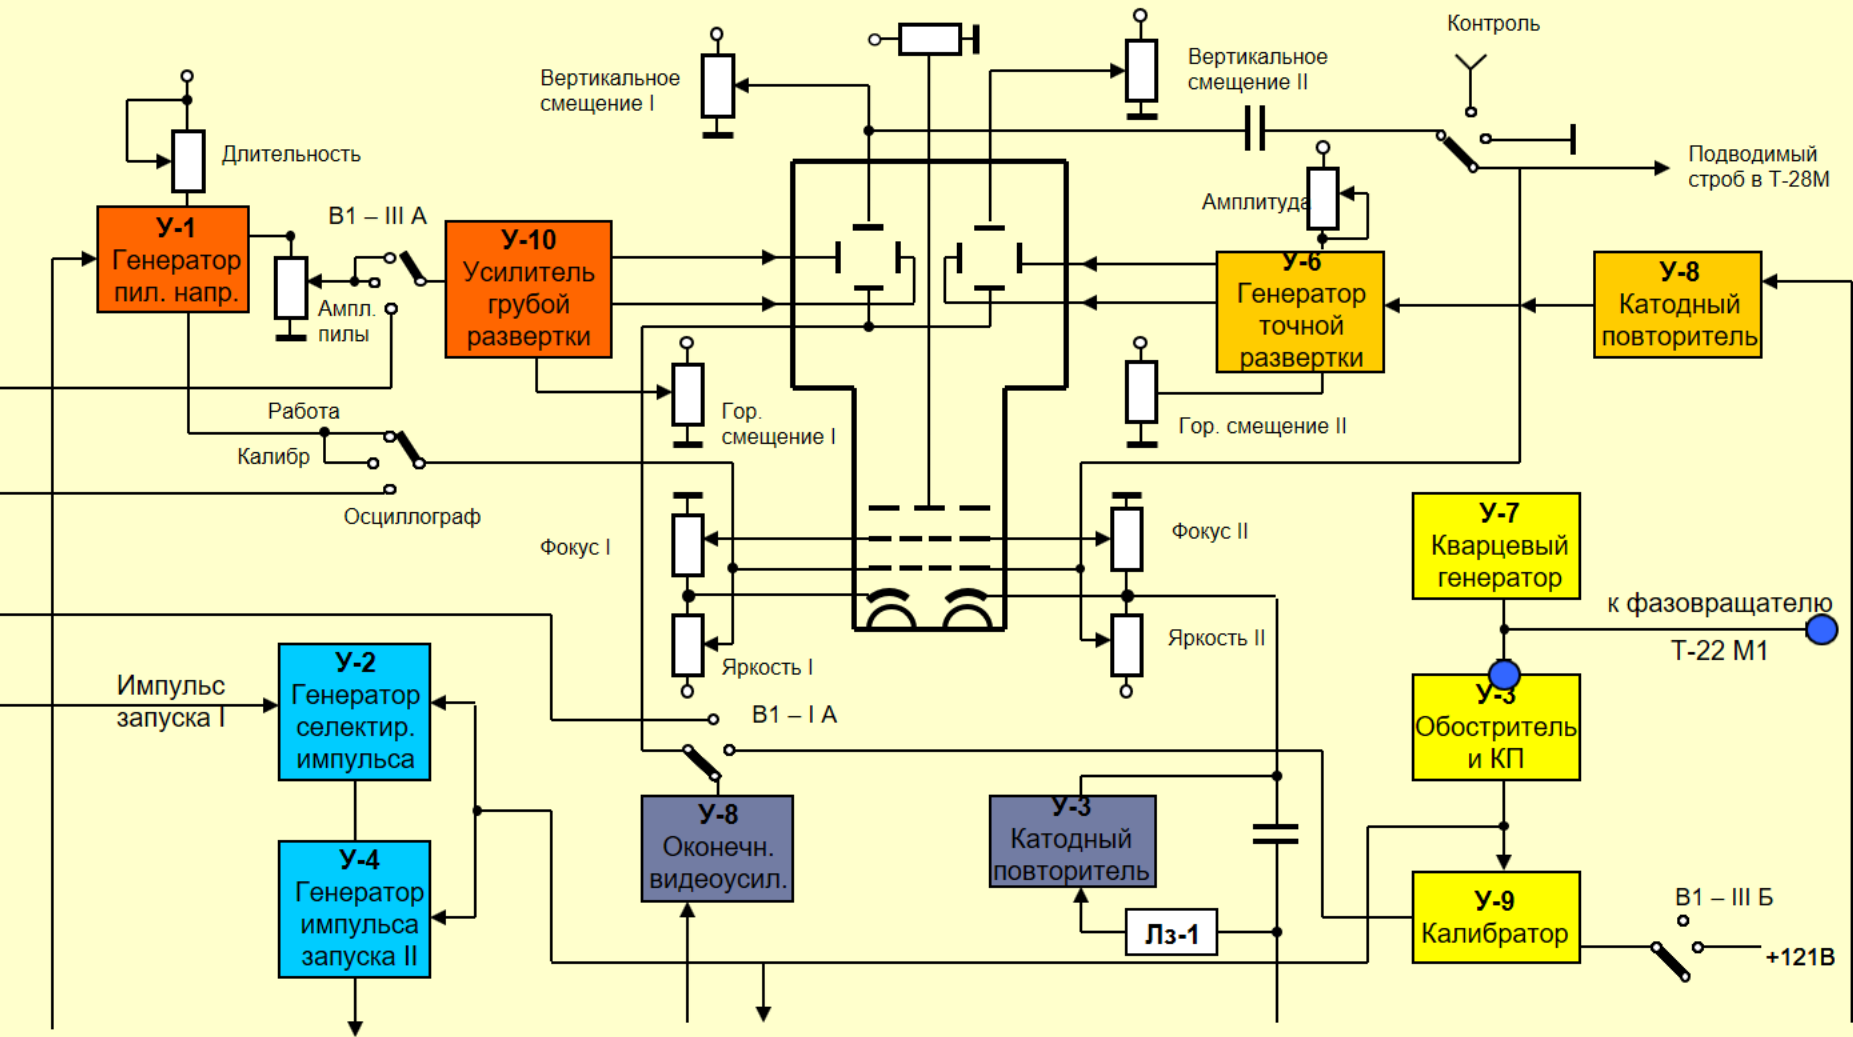 Контроль
Вертикальное
смещение I
Вертикальное
смещение II
Длительность
Подводимый
строб в Т-28М
Амплитуда
В1 – III А
У-1
Генератор
пил. напр.
У-10
Усилитель
грубой
развертки
У-6
Генератор
точной
развертки
У-8
Катодный
повторитель
Ампл.
пилы
Работа
Гор.
смещение I
Гор. смещение II
Калибр
Осциллограф
Фокус I
Фокус II
У-7
Кварцевый
генератор
к фазовращателю
Т-22 М1
Яркость I
Яркость II
Импульс
запуска I
У-2
Генератор
селектир.
импульса
В1 – I А
У-3
Обостритель
и КП
У-8
Оконечн.
видеоусил.
У-3
Катодный
повторитель
У-4
Генератор
импульса
запуска II
Лз-1
У-9
Калибратор
В1 – III Б
+121В